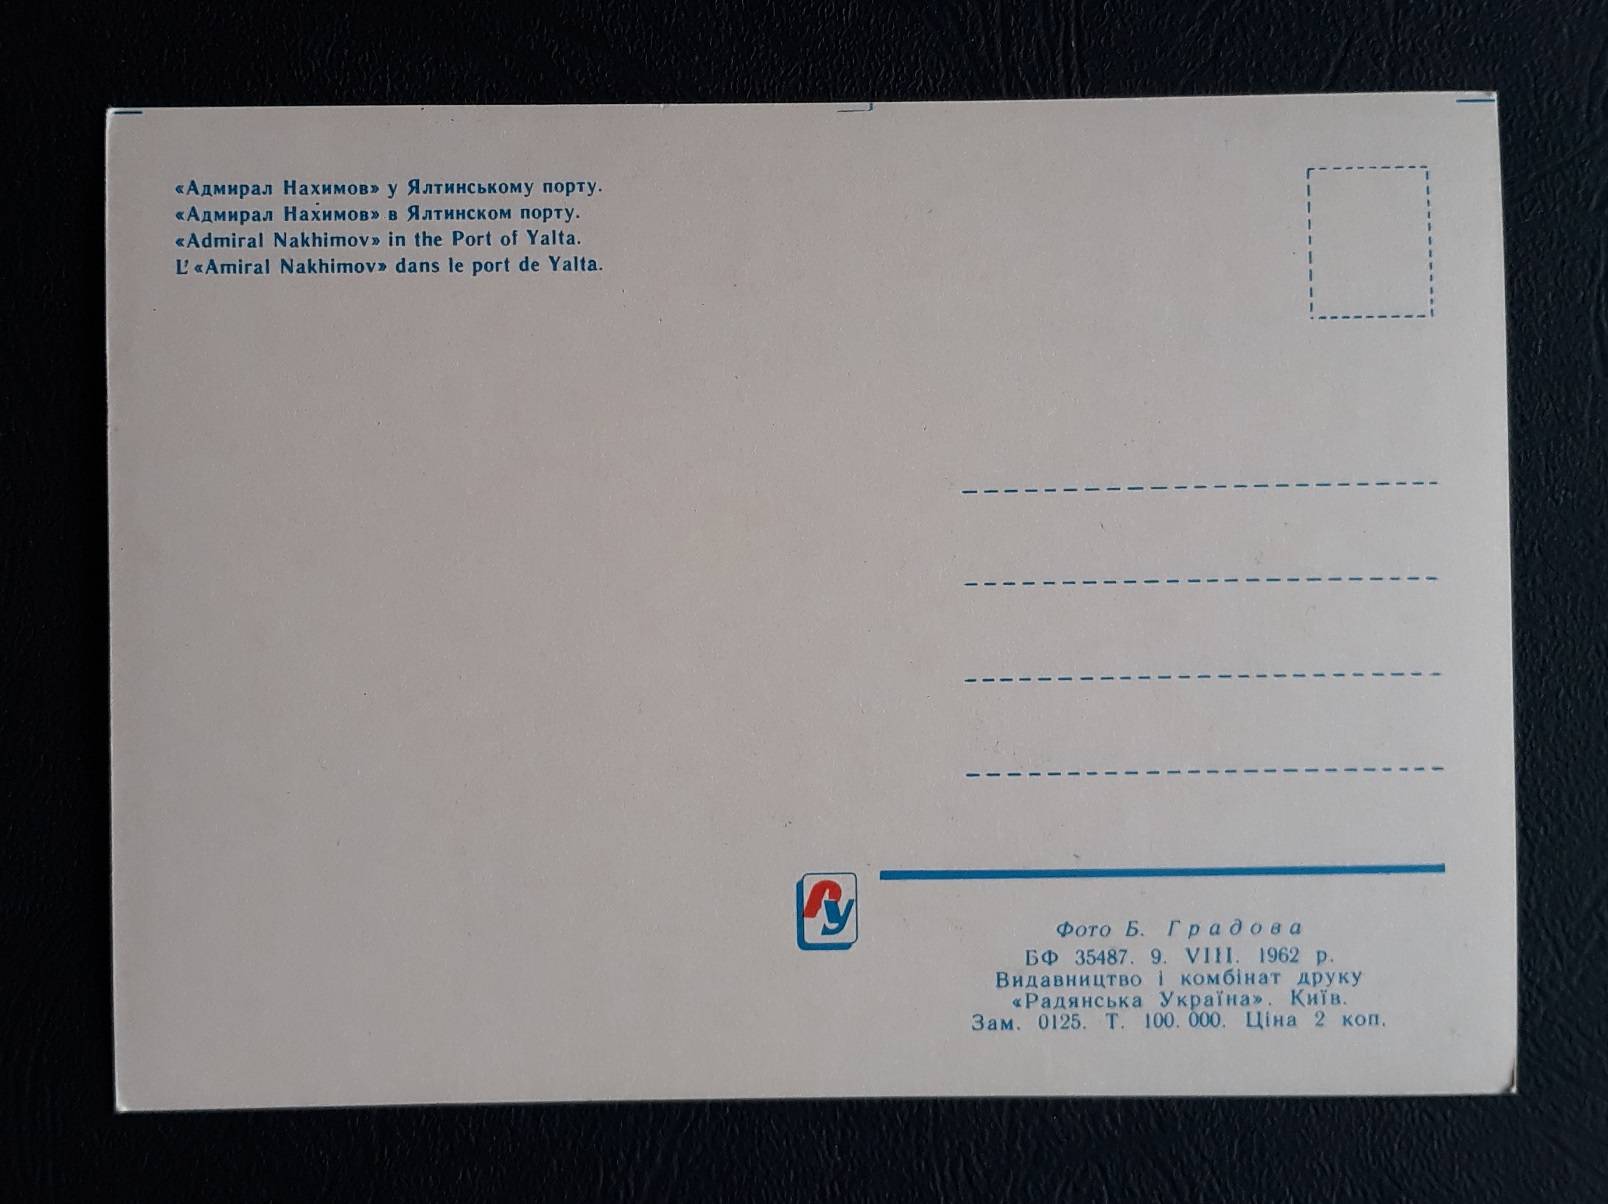 «Адмирал Нахимов» у Ялтинському порту.
«Адмирал Нахимов» в Ялтинском порту.
«Admiral Nakhimov» in the Port of Yalta.
L' «Amiral Nakhimov» dans le port de Yalta.
РУ
Фото Б. Градова
БФ 35487. 9. VIII. 1962 р.
Видавництво і комбінат друку
«Радянська Україна». Київ.
Зам. 0125. Т. 100.000. Ціна 2 коп.